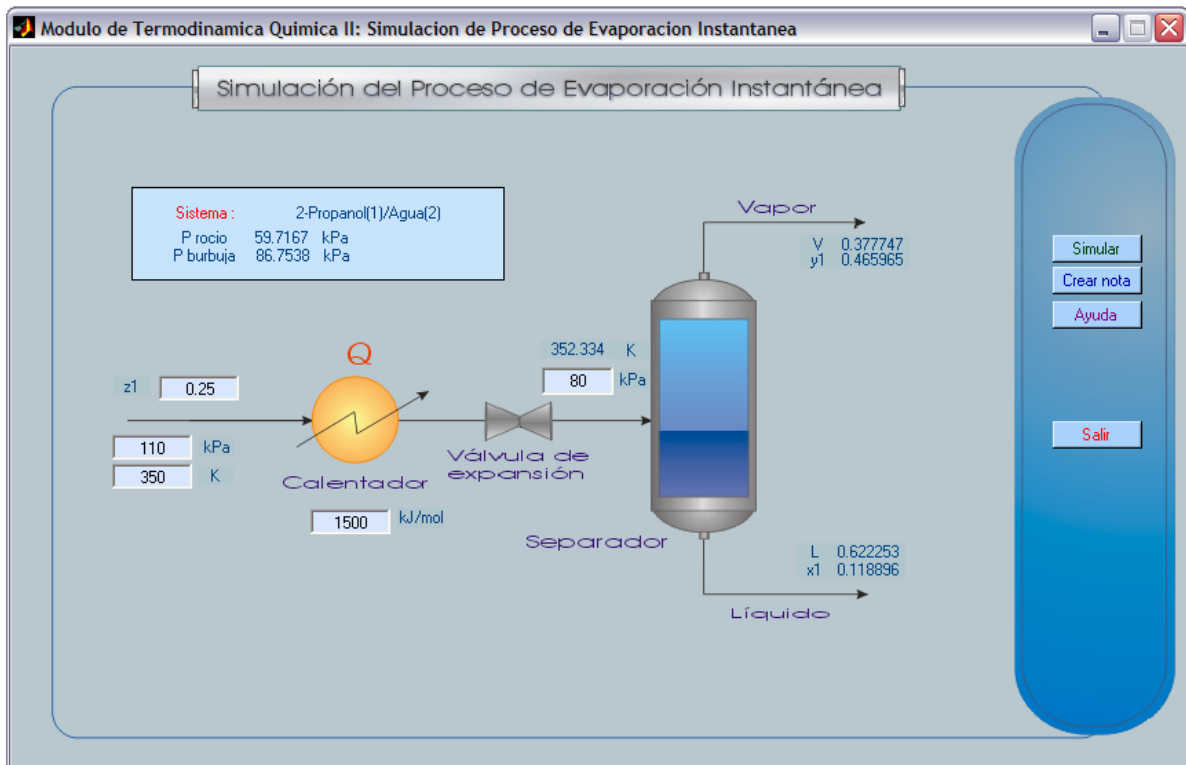 Modulo de Termodinamica Quimica II: Simulacion de Proceso de Evaporacion Instantanea
Simulación del Proceso de Evaporación Instantánea
Sistema : 2-Propanol(1)/Agua(2)
P rocio 59.7167 kPa
P burbuja 86.7538 kPa
Vapor
V 0.377747
y1 0.465965
Simular
Crear nota
Ayuda
Q
352.334 K
80 kPa
z1 0.25
110 kPa
350 K
Válvula de
expansión
Calentador
1500 kJ/mol
Salir
Separador
L 0.622253
x1 0.118896
Líquido